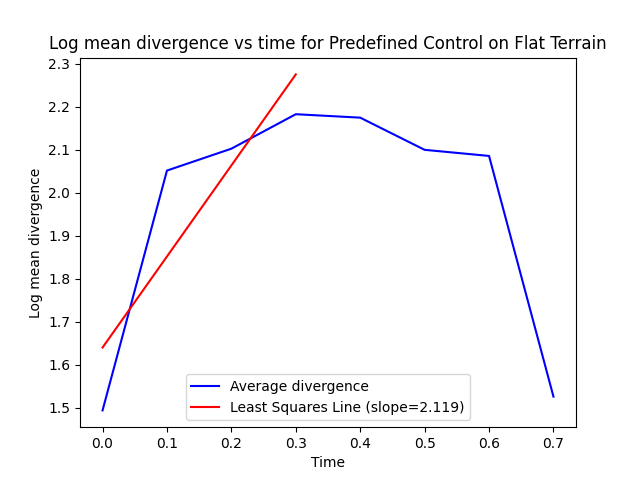 Log mean divergence vs time for Predefined Control on Flat Terrain
2.3
2.2
2.1
2.0
1.9
1.8
1.7
1.6
1.5
Log mean divergence
Average divergence
Least Squares Line (slope=2.119)
0.0 0.1 0.2 0.3 0.4 0.5 0.6 0.7
Time